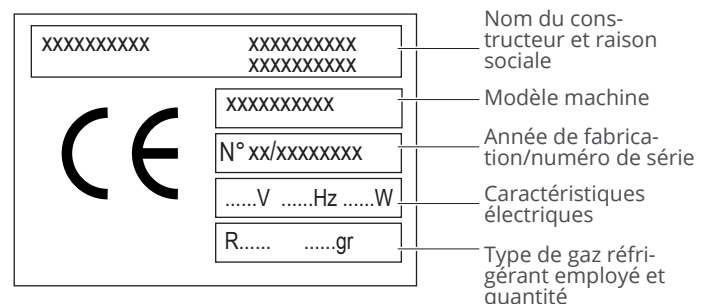 xxxxxxxxxx xxxxxxxxxx
xxxxxxxxxx
xxxxxxxxxx
N° xx/xxxxxxxx
......V ......Hz ......W
R...... ......gr
CE
Nom du cons-
tructeur et raison
sociale
Modèle machine
Année de fabrica-
tion/numéro de série
Caractéristiques
électriques
Type de gaz réfri-
gérant employé et
quantité